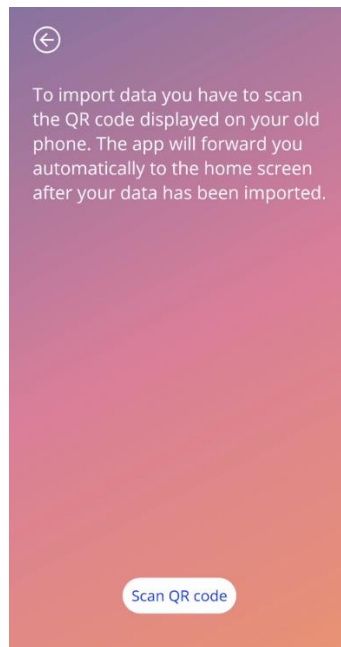 To import data you have to scan
the QR code displayed on your old
phone. The app will forward you
automatically to the home screen
after your data has been imported.
Scan QR code